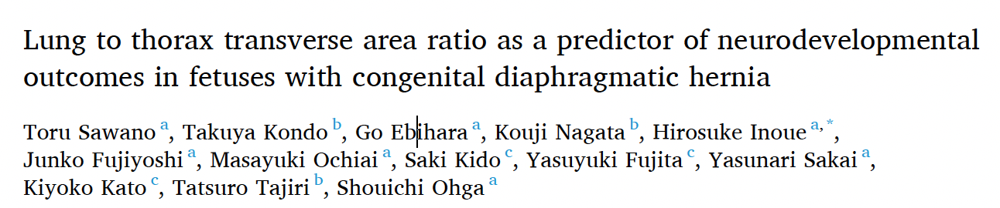 Lung to thorax transverse area ratio as a predictor of neurodevelopmental
outcomes in fetuses with congenital diaphragmatic hernia
Toru Sawano a, Takuya Kondo b, Go Ebihara a, Kouji Nagata b, Hirosuke Inoue a,*,
Junko Fujiyoshi a, Masayuki Ochiai a, Saki Kido c, Yasuyuki Fujita c, Yasunari Sakai a,
Kiyoko Kato c, Tatsuro Tajiri b, Shouichi Ohga a